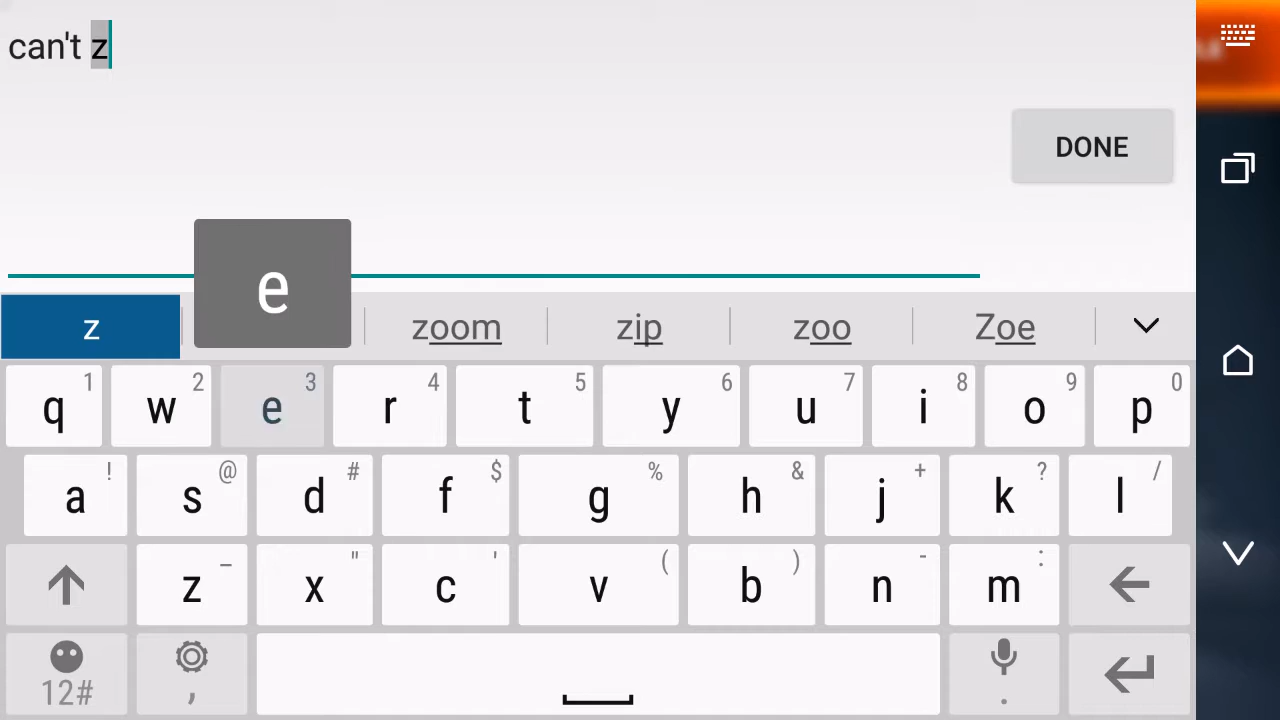 can't z
DONE
e
z zoom zip zoo Zoe
q 1 w 2 e 3 r 4 t 5 y 6 u 7 i 8 o 9 p 0
a ! s @ d # f $ g % h & j + k ? l /
z _ x " c ' v ( b ) n - m :
12# , .